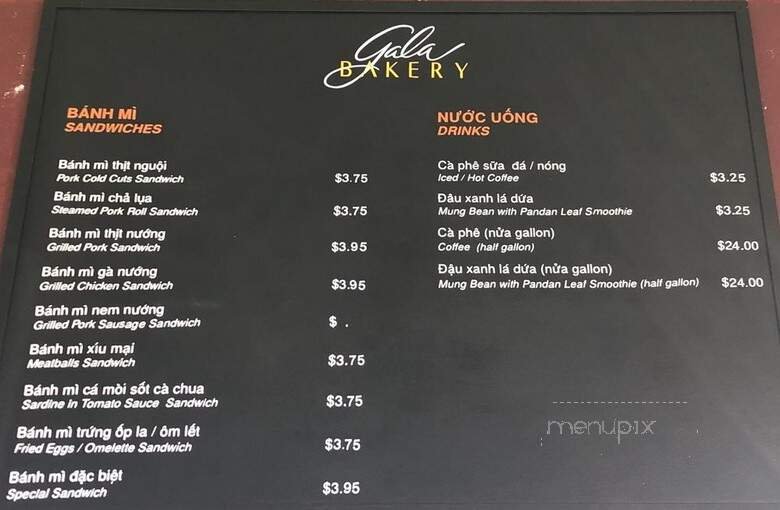 Gala
BAKERY
BÁNH MÌ
SANDWICHES
Bánh mì thịt nguội
Pork Cold Cuts Sandwich $3.75
Bánh mì chả lụa
Steamed Pork Roll Sandwich $3.75
Bánh mì thịt nướng
Grilled Pork Sandwich $3.95
Bánh mì gà nướng
Grilled Chicken Sandwich $3.95
Bánh mì nem nướng
Grilled Pork Sausage Sandwich $ .
Bánh mì xíu mại
Meatballs Sandwich $3.75
Bánh mì cá mòi sốt cà chua
Sardine in Tomato Sauce Sandwich $3.75
Bánh mì trứng ốp la / ôm lết
Fried Eggs / Omelette Sandwich $3.75
Bánh mì đặc biệt
Special Sandwich $3.95
NƯỚC UỐNG
DRINKS
Cà phê sữa đá / nóng
Iced / Hot Coffee $3.25
Đậu xanh lá dứa
Mung Bean with Pandan Leaf Smoothie $3.25
Cà phê (nửa gallon)
Coffee (half gallon) $24.00
Đậu xanh lá dứa (nửa gallon)
Mung Bean with Pandan Leaf Smoothie (half gallon) $24.00
menupix